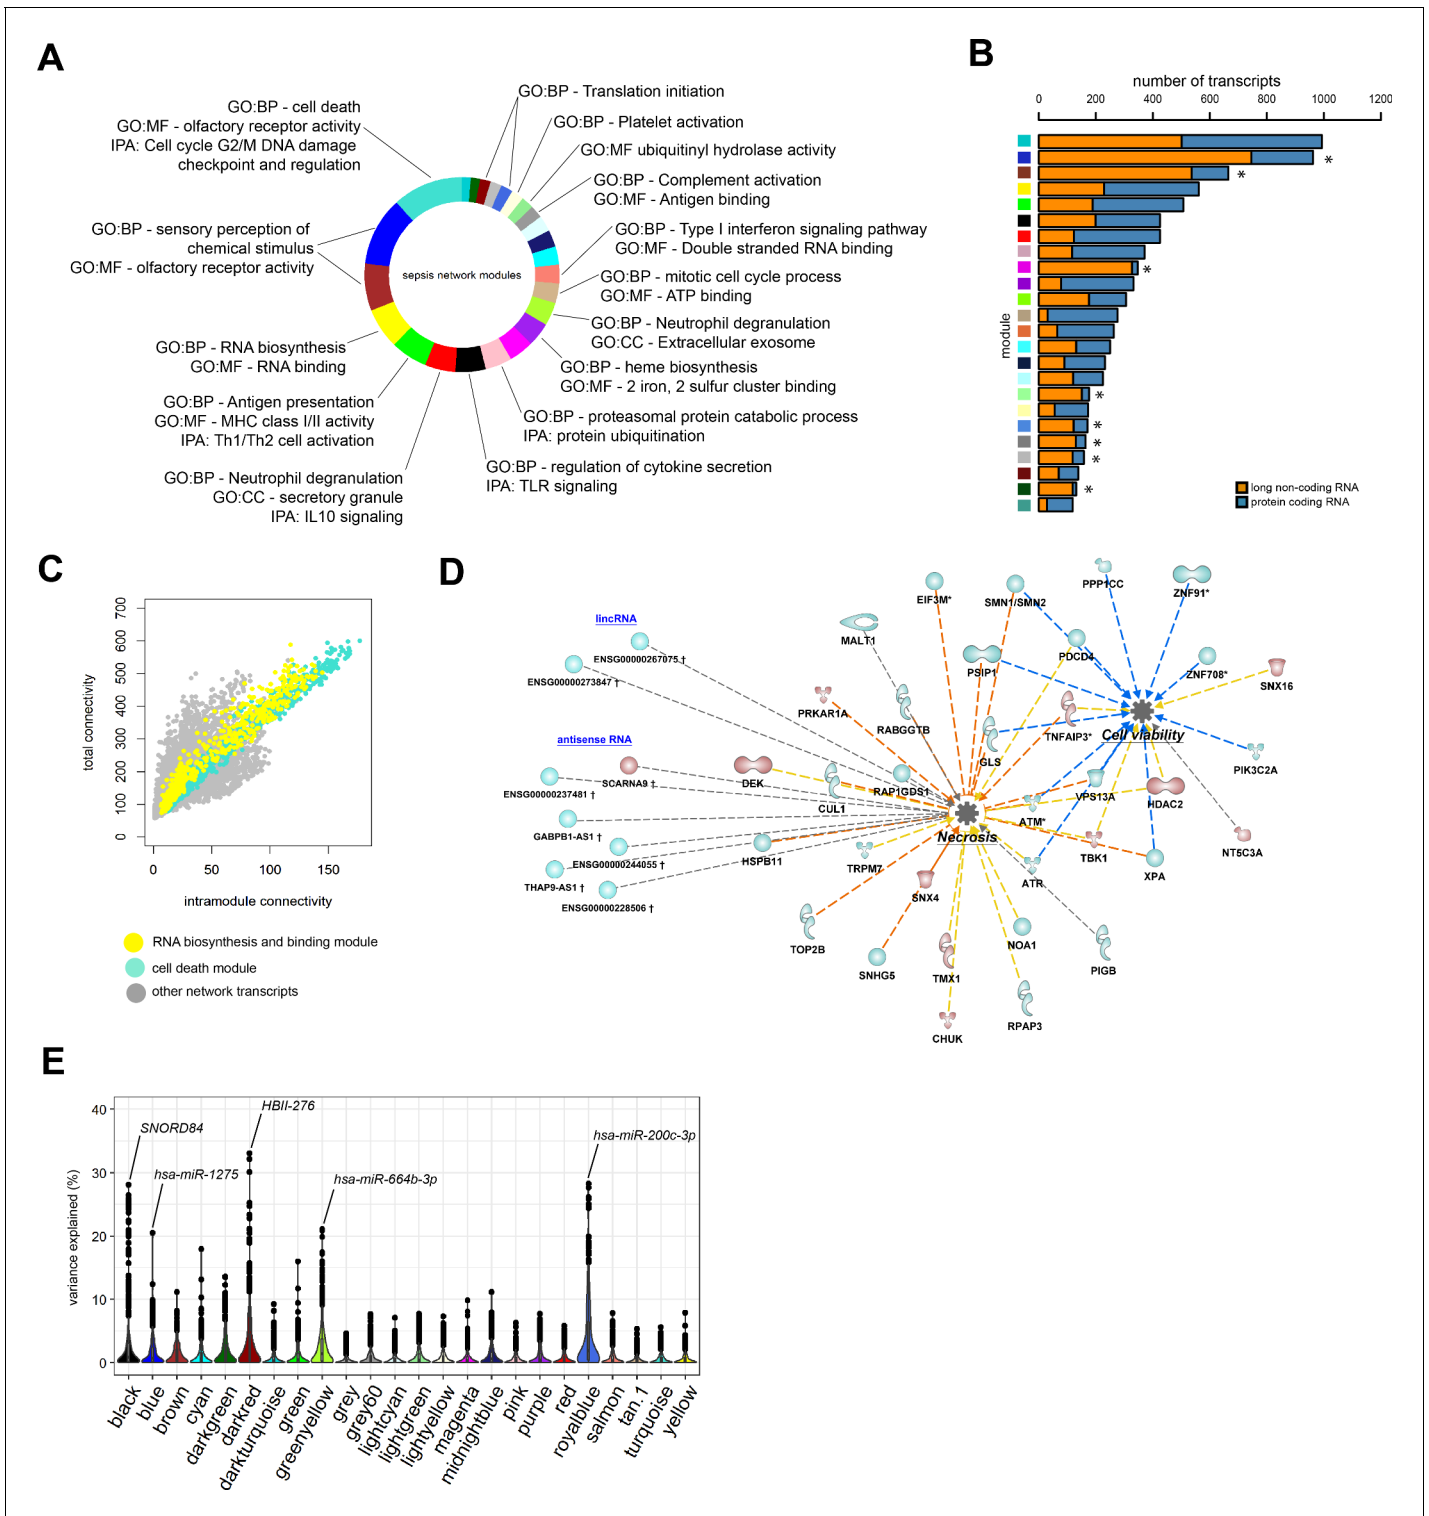 A
GO:BP - cell death
GO:MF - olfactory receptor activity
IPA: Cell cycle G2/M DNA damage
checkpoint and regulation
GO:BP - sensory perception of
chemical stimulus
GO:MF - olfactory receptor activity
GO:BP - RNA biosynthesis
GO:MF - RNA binding
GO:BP - Antigen presentation
GO:MF - MHC class I/II activity
IPA: Th1/Th2 cell activation
GO:BP - Neutrophil degranulation
GO:CC - secretory granule
IPA: IL10 signaling
sepsis network modules
GO:BP - Translation initiation
GO:BP - Platelet activation
GO:MF ubiquitinyl hydrolase activity
GO:BP - Complement activation
GO:MF - Antigen binding
GO:BP - Type I interferon signaling pathway
GO:MF - Double stranded RNA binding
GO:BP - mitotic cell cycle process
GO:MF - ATP binding
GO:BP - Neutrophil degranulation
GO:CC - Extracellular exosome
GO:BP - heme biosynthesis
GO:MF - 2 iron, 2 sulfur cluster binding
GO:BP - proteasomal protein catabolic process
IPA: protein ubiquitination
GO:BP - regulation of cytokine secretion
IPA: TLR signaling
B
number of transcripts
0 200 400 600 800 1000 1200
module
*
*
*
*
*
*
*
*
long non-coding RNA
protein coding RNA
C
total connectivity
700
600
500
400
300
200
100
0
0 50 100 150
intramodule connectivity
RNA biosynthesis and binding module
cell death module
other network transcripts
D
lincRNA
ENSG00000267075 †
ENSG00000273847 †
antisense RNA
SCARNA9 †
ENSG00000237481 †
GABPB1-AS1 †
ENSG00000244055 †
THAP9-AS1 †
ENSG00000228506 †
EIF3M*
SMN1/SMN2
PPP1CC
ZNF91*
MALT1
PDCD4
PSIP1
ZNF708*
SNX16
PRKAR1A
RABGGTB
TNFAIP3*
Cell viability
GLS
PIK3C2A
DEK
CUL1
RAP1GDS1
VPS13A
HDAC2
ATM*
Necrosis
HSPB11
TRPM7
TBK1
NT5C3A
ATR
XPA
SNX4
TOP2B
NOA1
SNHG5
TMX1
PIGB
RPAP3
CHUK
E
variance explained (%)
40
30
20
10
0
SNORD84
hsa-miR-1275
HBII-276
hsa-miR-664b-3p
hsa-miR-200c-3p
black
blue
brown
cyan
darkgreen
darkred
darkturquoise
green
greenyellow
grey
grey60
lightcyan
lightgreen
lightyellow
magenta
midnightblue
pink
purple
red
royalblue
salmon
tan.1
turquoise
yellow